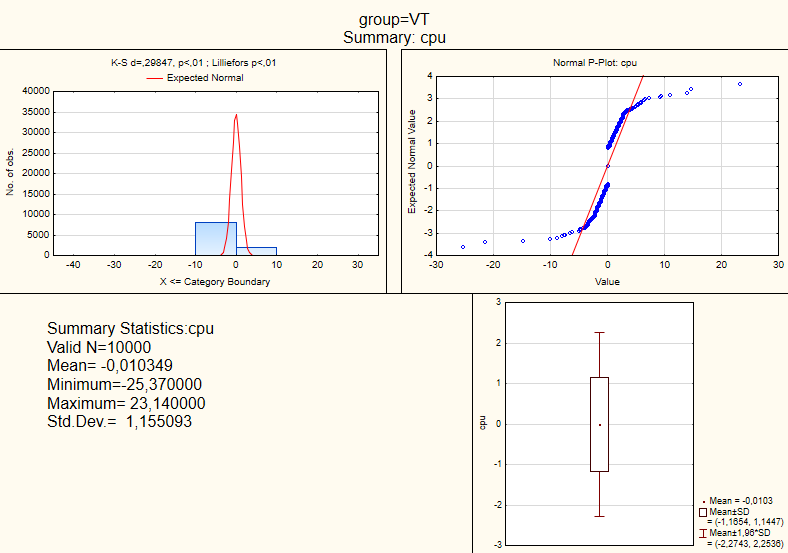 group=VT
Summary: cpu
K-S d=,29847, p<,01 ; Lilliefors p<,01
Expected Normal
40000
35000
30000
25000
20000
15000
10000
5000
0
No. of obs.
-40 -30 -20 -10 0 10 20 30
X <= Category Boundary
Normal P-Plot: cpu
4
3
2
1
0
-1
-2
-3
-4
Expected Normal Value
-30 -20 -10 0 10 20 30
Value
Summary Statistics:cpu
Valid N=10000
Mean= -0,010349
Minimum=-25,370000
Maximum= 23,140000
Std.Dev.= 1,155093
3
2
1
0
-1
-2
-3
cpu
Mean = -0,0103
Mean±SD
= (-1,1654, 1,1447)
Mean±1,96*SD
= (-2,2743, 2,2536)